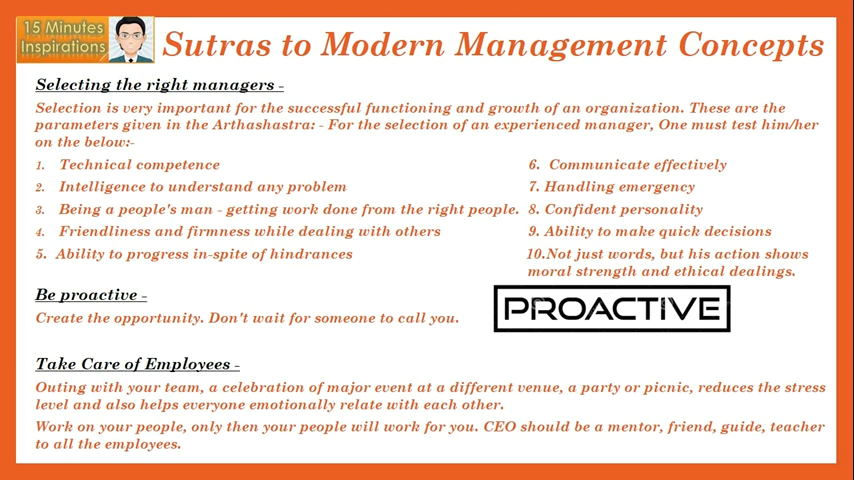 15 Minutes
Inspirations
Sutras to Modern Management Concepts
Selecting the right managers -
Selection is very important for the successful functioning and growth of an organization. These are the
parameters given in the Arthashastra: - For the selection of an experienced manager, One must test him/her
on the below:-
1. Technical competence
2. Intelligence to understand any problem
3. Being a people's man - getting work done from the right people.
4. Friendliness and firmness while dealing with others
5. Ability to progress in-spite of hindrances
6. Communicate effectively
7. Handling emergency
8. Confident personality
9. Ability to make quick decisions
10.Not just words, but his action shows
moral strength and ethical dealings.
Be proactive -
Create the opportunity. Don't wait for someone to call you.
PROACTIVE
Take Care of Employees -
Outing with your team, a celebration of major event at a different venue, a party or picnic, reduces the stress
level and also helps everyone emotionally relate with each other.
Work on your people, only then your people will work for you. CEO should be a mentor, friend, guide, teacher
to all the employees.